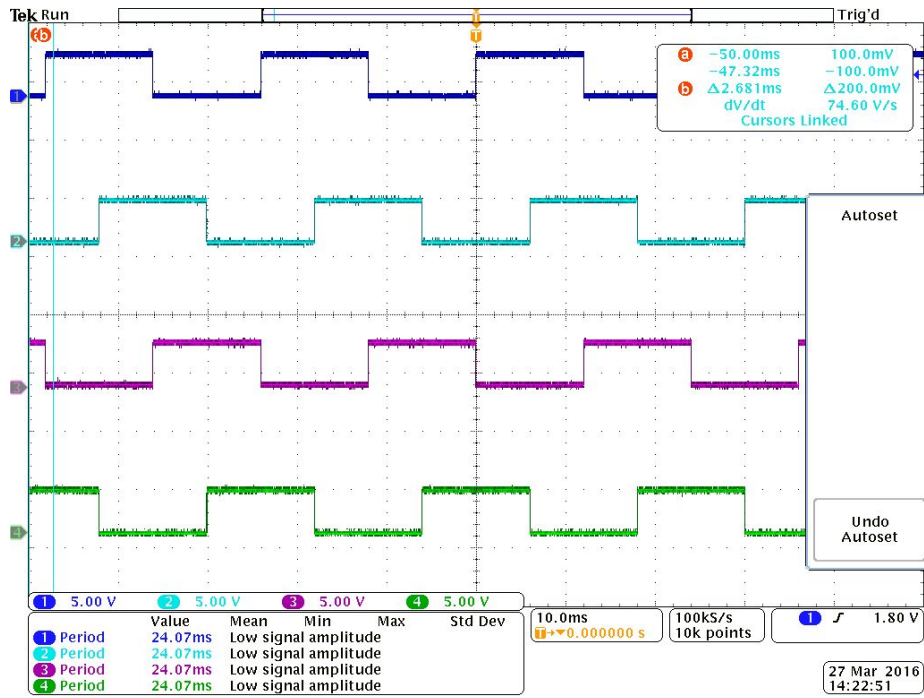 Tek Run Trig'd
a b
T
T
a −50.00ms 100.0mV
−47.32ms −100.0mV
b Δ2.681ms Δ200.0mV
dV/dt 74.60 V/s
Cursors Linked
1
2
3
4
Autoset
Undo
Autoset
1 5.00 V 2 5.00 V 3 5.00 V 4 5.00 V
Value Mean Min Max Std Dev
1 Period 24.07ms Low signal amplitude
2 Period 24.07ms Low signal amplitude
3 Period 24.07ms Low signal amplitude
4 Period 24.07ms Low signal amplitude
10.0ms
T→▼0.000000 s
100kS/s
10k points
1 ∫ 1.80 V
27 Mar 2016
14:22:51